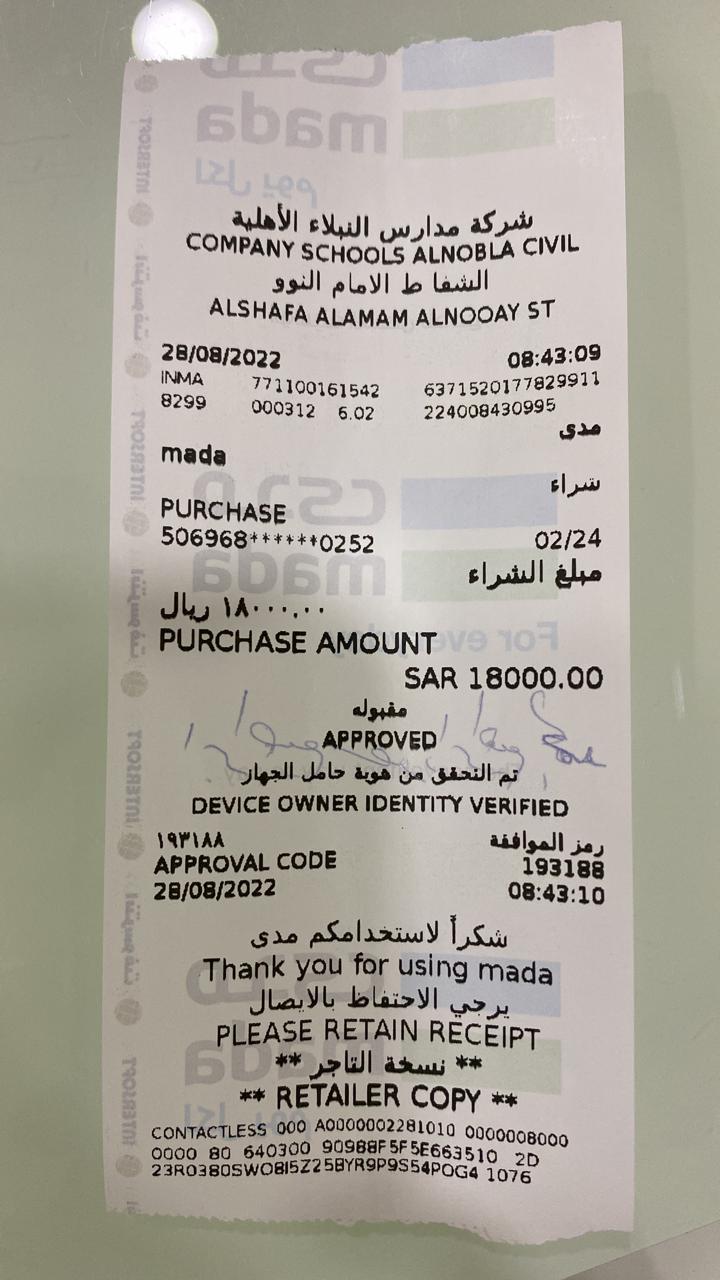 شركة مدارس النبلاء الأهلية
COMPANY SCHOOLS ALNOBLA CIVIL
الشفا ط الامام النوو
ALSHAFA ALAMAM ALNOOAY ST
28/08/2022 08:43:09
INMA 771100161542 6371520177829911
8299 000312 6.02 224008430995
مدى
mada
شراء
PURCHASE
506968******0252 02/24
مبلغ الشراء
١٨٠٠٠.٠٠ ريال
PURCHASE AMOUNT
SAR 18000.00
مقبوله
APPROVED
تم التحقق من هوية حامل الجهاز
DEVICE OWNER IDENTITY VERIFIED
رمز الموافقة ١٩٣١٨٨
APPROVAL CODE 193188
28/08/2022 08:43:10
شكراً لاستخدامكم مدى
Thank you for using mada
يرجي الاحتفاظ بالايصال
PLEASE RETAIN RECEIPT
** نسخة التاجر **
** RETAILER COPY **
CONTACTLESS 000 A0000002281010 0000008000
0000 80 640300 90988F5F5E663510 2D
23R0380SWO8I5Z25BYR9P9S54POG4 1076